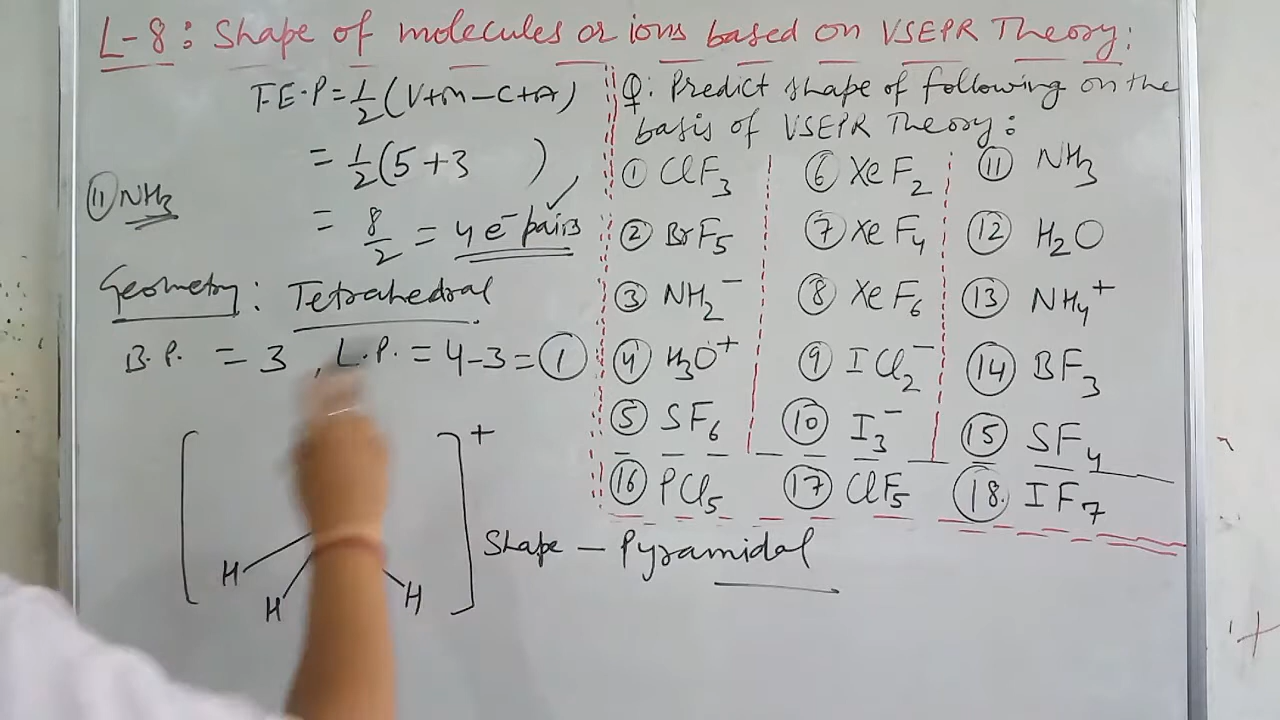 L-8: Shape of molecules or ions based on VSEPR Theory:
T.E.P = 1/2 (V+M-C+A)
= 1/2 (5+3 )
⑪ NH3
= 8/2 = 4 e⁻ pairs ✓
Geometry: Tetrahedral
B.P. = 3, L.P. = 4-3 = ①
[ ]⁺
H H H
Shape - Pyramidal
Q: Predict shape of following on the
basis of VSEPR Theory:
① ClF3 ⑥ XeF2 ⑪ NH3
② BrF5 ⑦ XeF4 ⑫ H2O
③ NH2⁻ ⑧ XeF6 ⑬ NH4⁺
④ H3O⁺ ⑨ ICl2⁻ ⑭ BF3
⑤ SF6 ⑩ I3⁻ ⑮ SF4
⑯ PCl5 ⑰ ClF5 ⑱. IF7
+